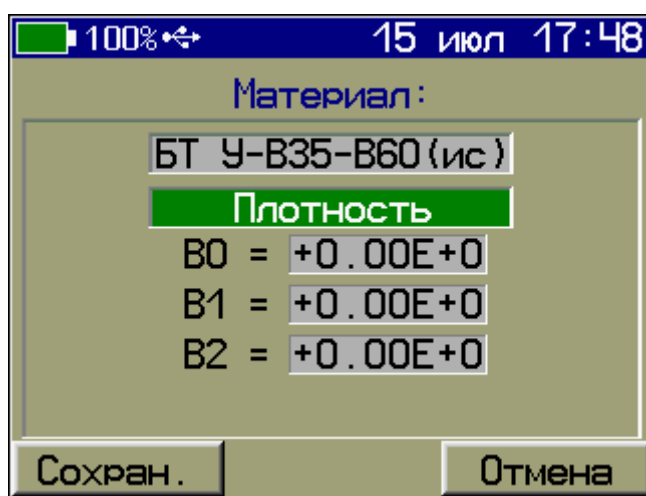 100% 15 июл 17:48
Материал:
БТ У-В35-В60(ис)
Плотность
В0 = +0.00E+0
В1 = +0.00E+0
В2 = +0.00E+0
Сохран. Отмена